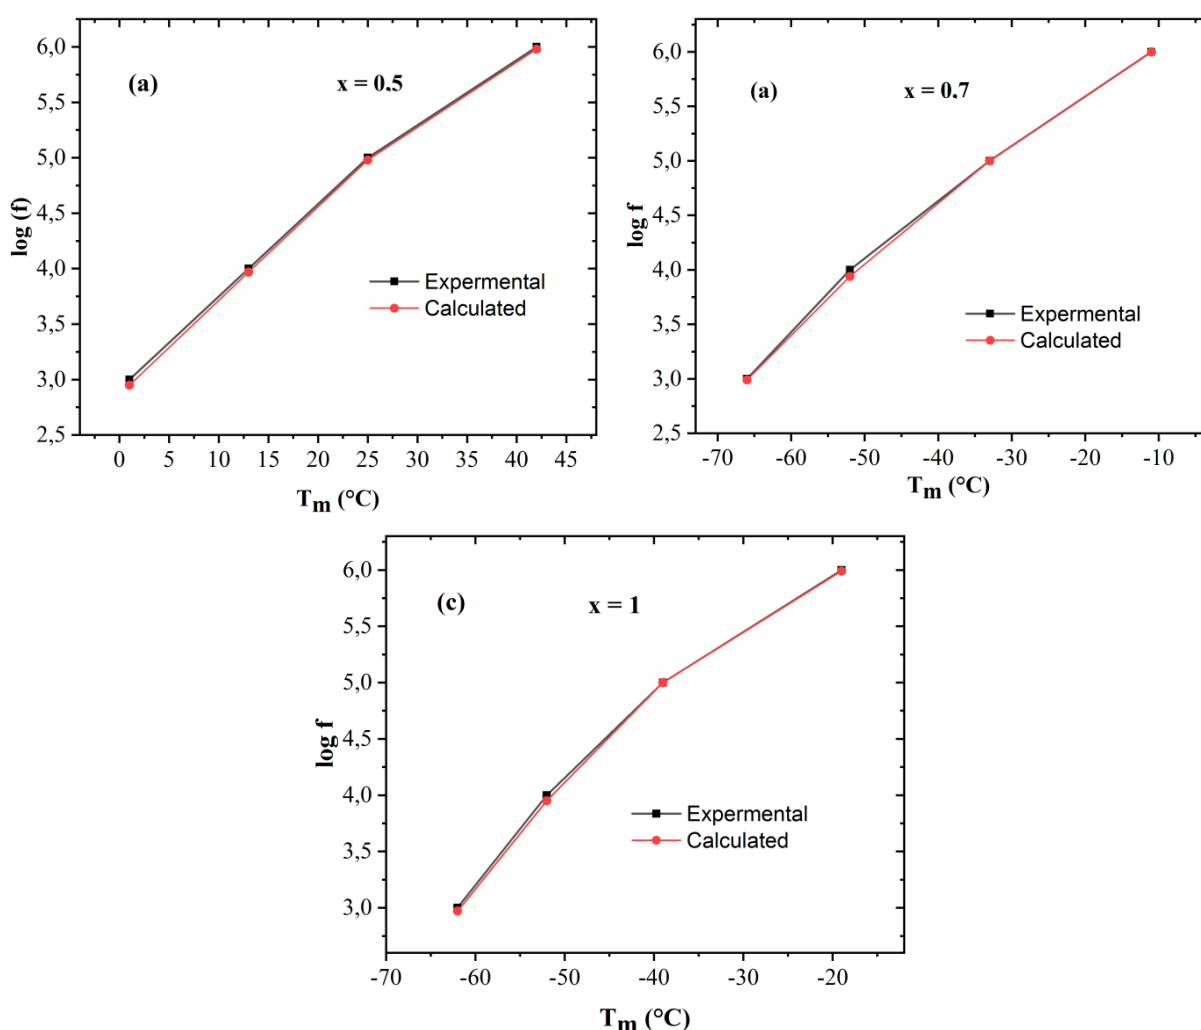 6,0
5,5
5,0
4,5
4,0
3,5
3,0
2,5
log (f)
(a)
x = 0.5
Expermental
Calculated
0 5 10 15 20 25 30 35 40 45
Tm (°C)
6,0
5,5
5,0
4,5
4,0
3,5
3,0
2,5
log f
(a)
x = 0.7
Expermental
Calculated
-70 -60 -50 -40 -30 -20 -10
Tm (°C)
6,0
5,5
5,0
4,5
4,0
3,5
3,0
log f
(c)
x = 1
Expermental
Calculated
-70 -60 -50 -40 -30 -20
Tm (°C)